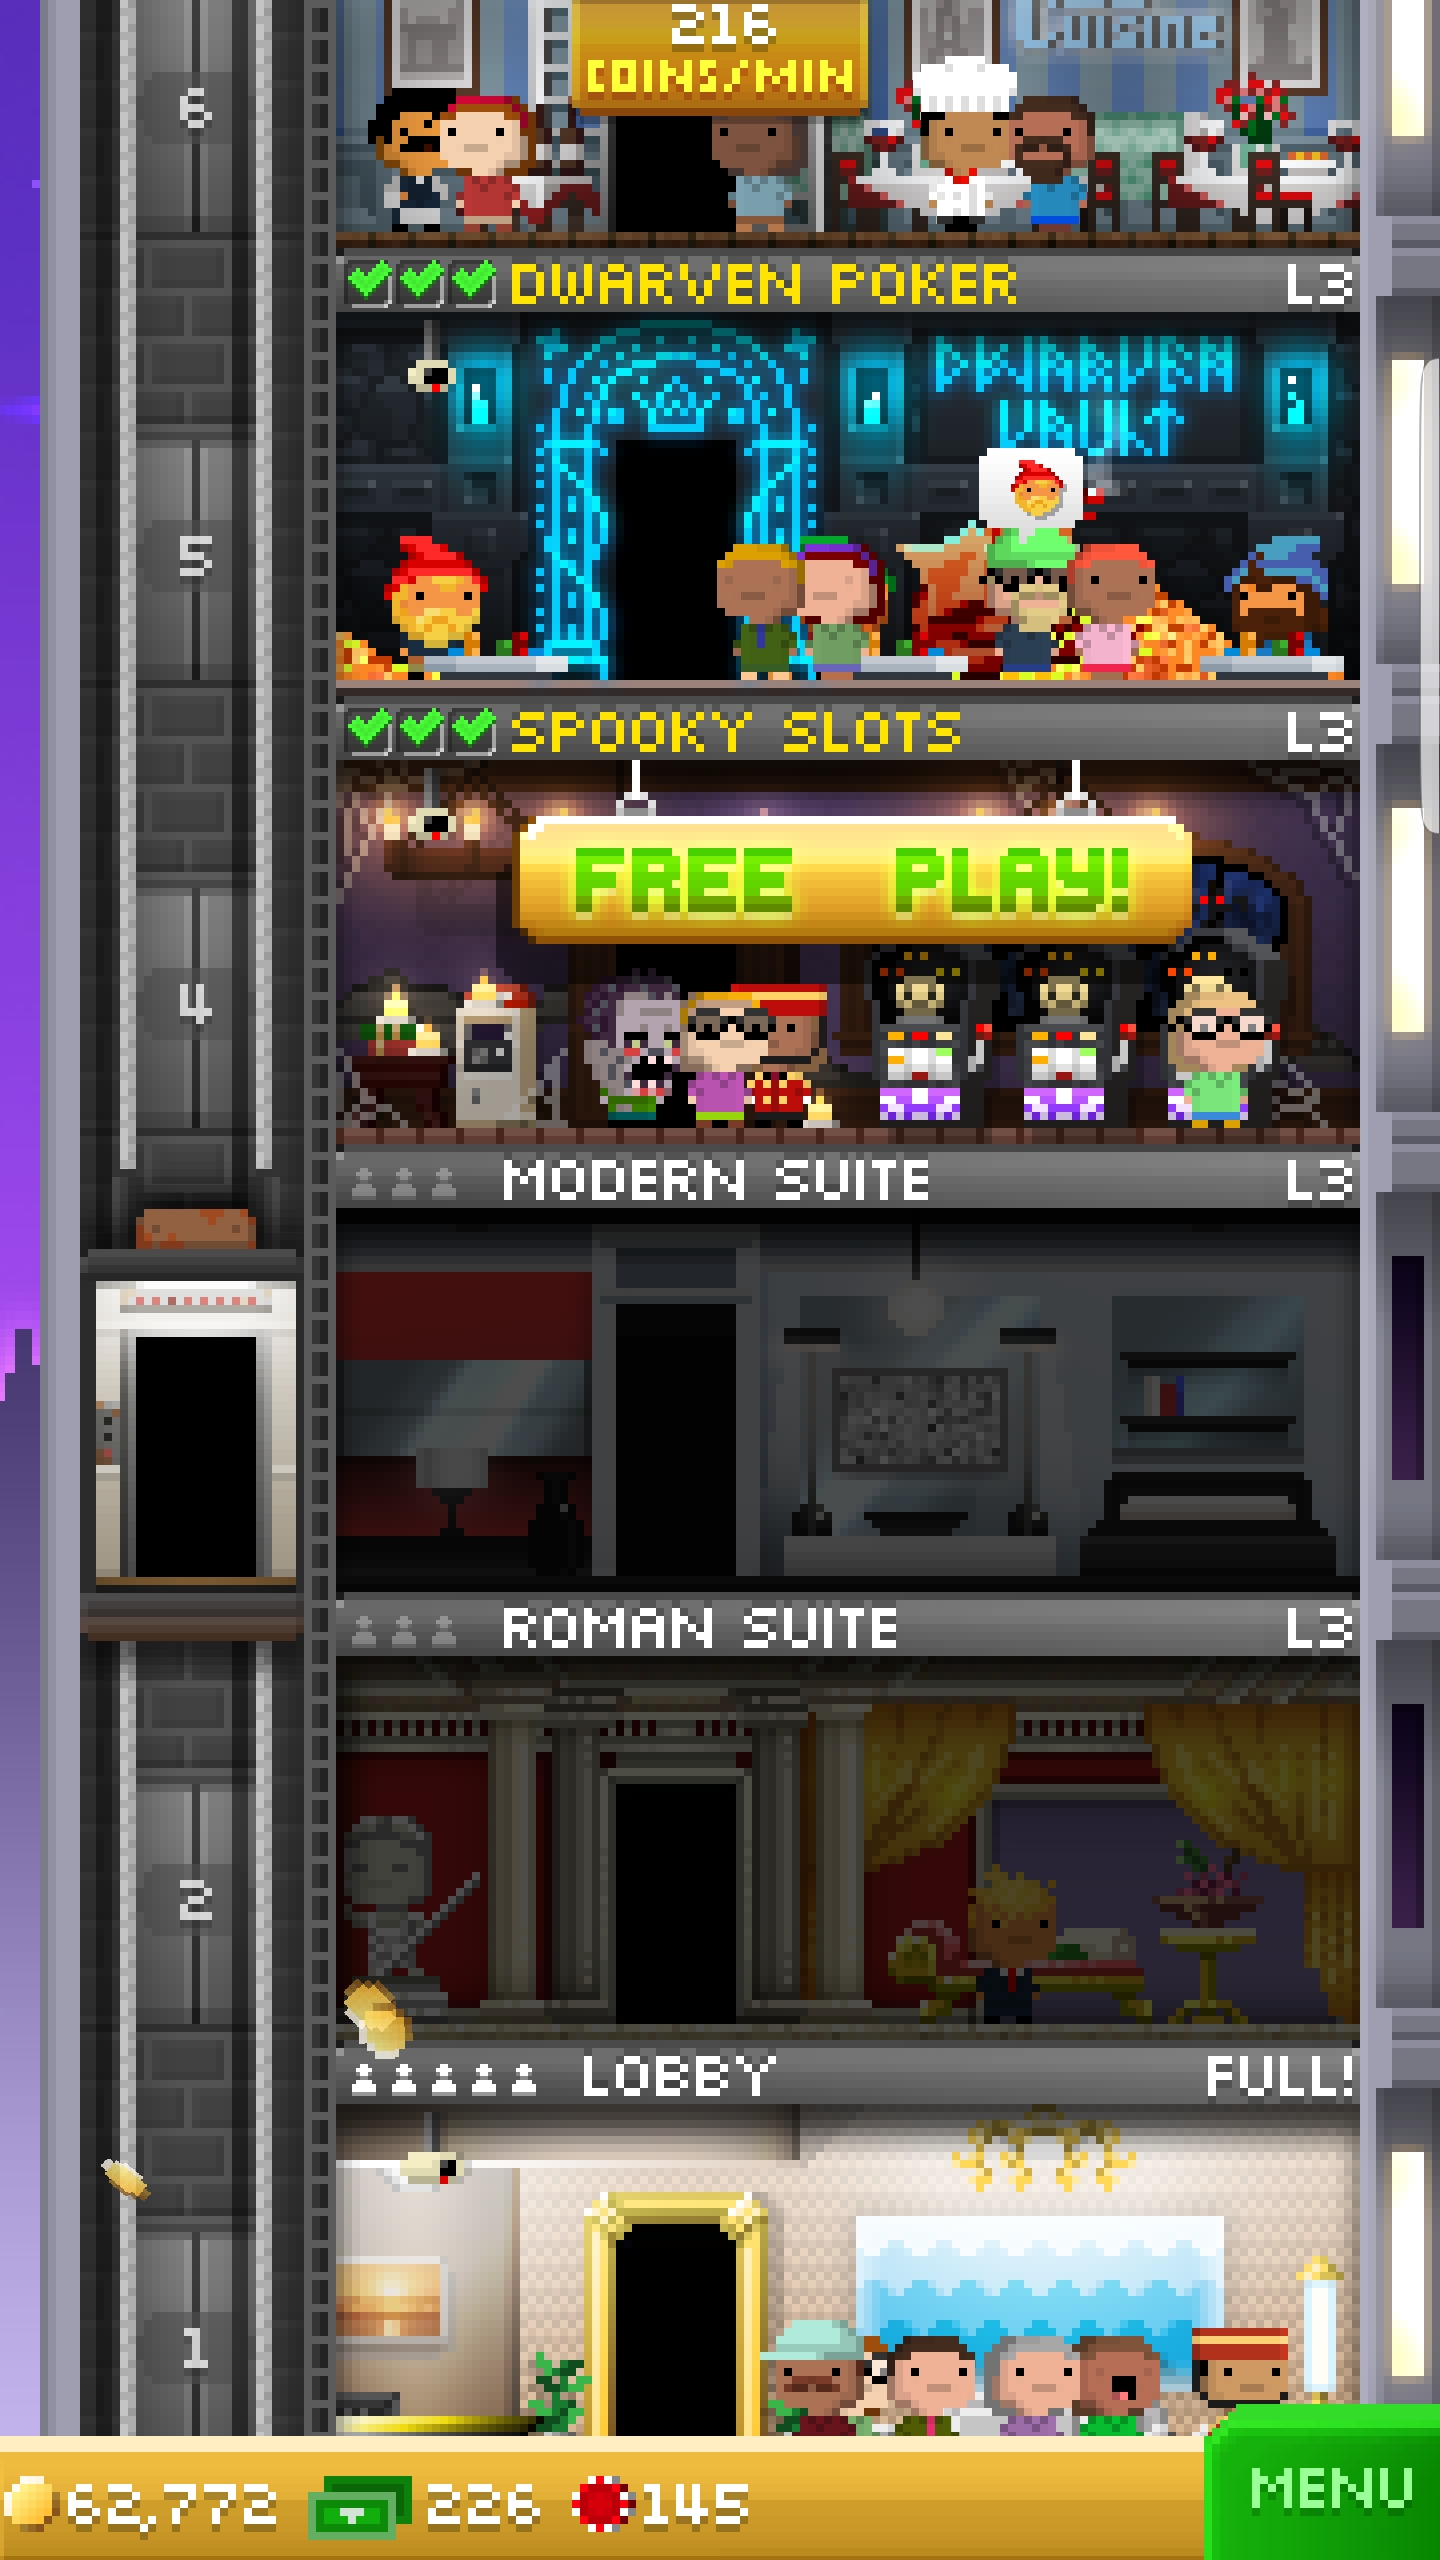 Cuisine
216
COINS/MIN
6
DWARVEN POKER
L3
DWARVEN
VAULT
5
SPOOKY SLOTS
L3
FREE PLAY!
4
MODERN SUITE
L3
ROMAN SUITE
L3
2
LOBBY
FULL!
1
62,772
226
145
MENU